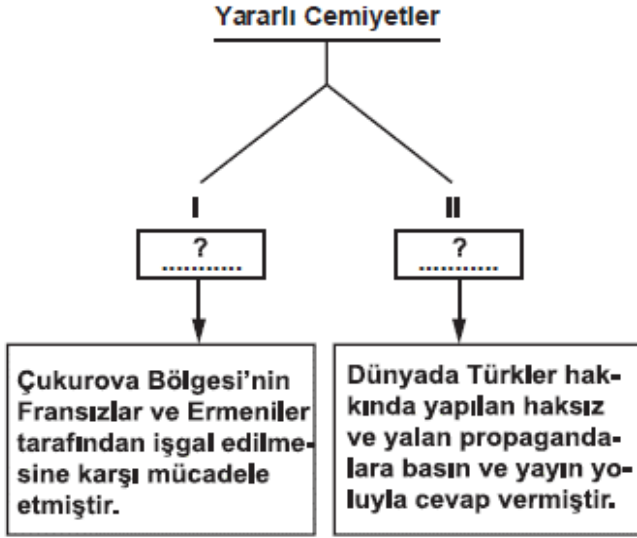 Yararlı Cemiyetler
I
?
...........
Çukurova Bölgesi'nin
Fransızlar ve Ermeniler
tarafından işgal edilme-
sine karşı mücadele
etmiştir.
II
?
...........
Dünyada Türkler hak-
kında yapılan haksız
ve yalan propaganda-
lara basın ve yayın yo-
luyla cevap vermiştir.